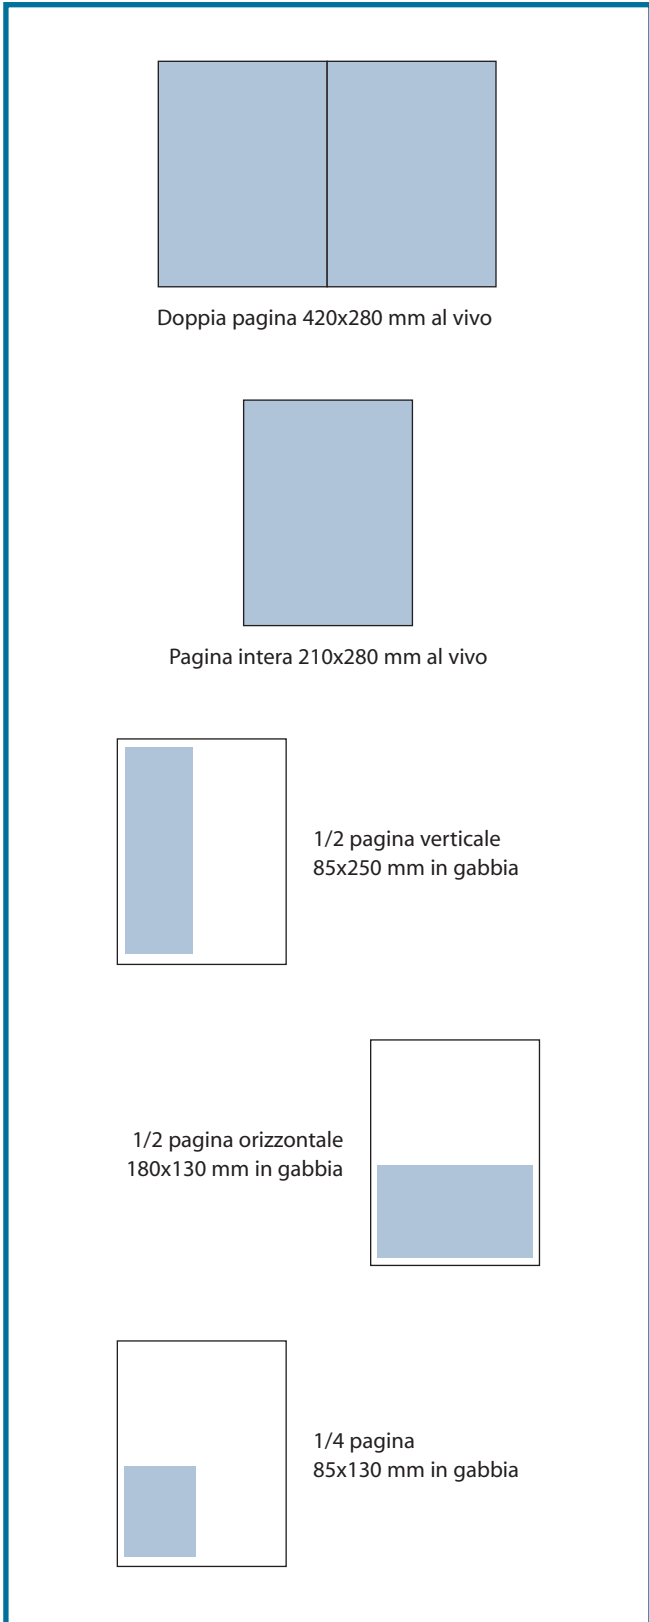 Doppia pagina 420x280 mm al vivo
Pagina intera 210x280 mm al vivo
1/2 pagina verticale
85x250 mm in gabbia
1/2 pagina orizzontale
180x130 mm in gabbia
1/4 pagina
85x130 mm in gabbia